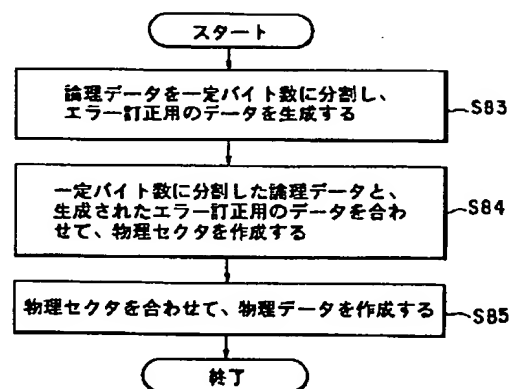 スタート
論理データを一定バイト数に分割し、
エラー訂正用のデータを生成する
S83
一定バイト数に分割した論理データと、
生成されたエラー訂正用のデータを合わ
せて、物理セクタを作成する
S84
物理セクタを合わせて、物理データを作成する
S85
終了